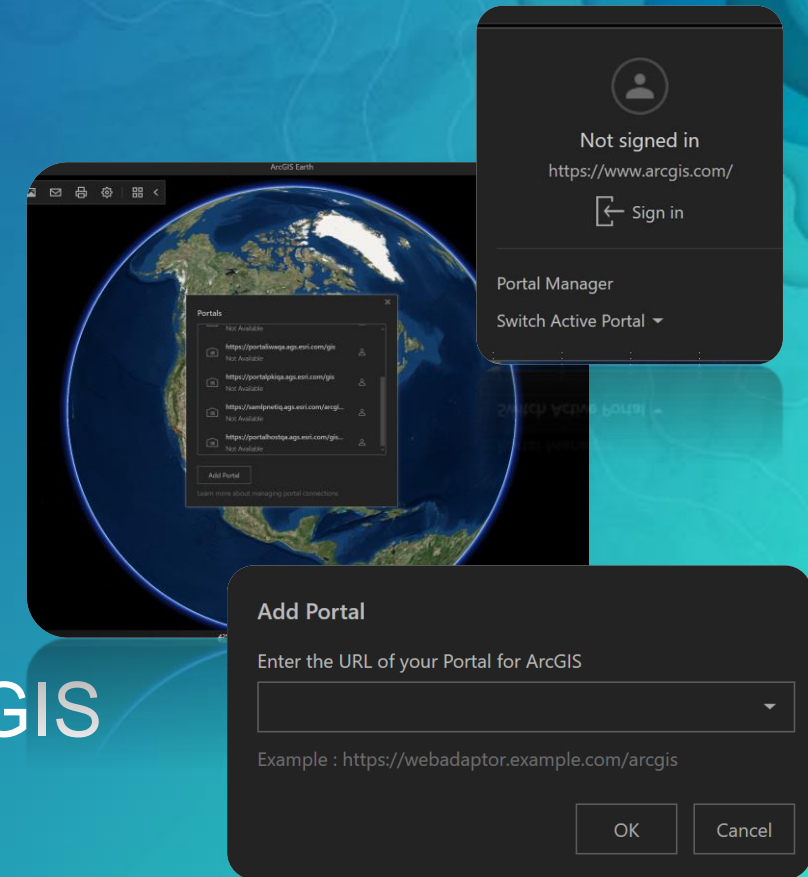 Not signed in
https://www.arcgis.com/
Sign in
Portal Manager
Switch Active Portal
ArcGIS Earth
Portals
Not Available
https://portaliwaqa.ags.esri.com/gis
Not Available
https://portalpkiqa.ags.esri.com/gis
Not Available
https://samlpnetiq.ags.esri.com/arcgi...
Not Available
https://portalhostqa.ags.esri.com/gis...
Not Available
Add Portal
Learn more about managing portal connections
GIS
Add Portal
Enter the URL of your Portal for ArcGIS
Example : https://webadaptor.example.com/arcgis
OK
Cancel